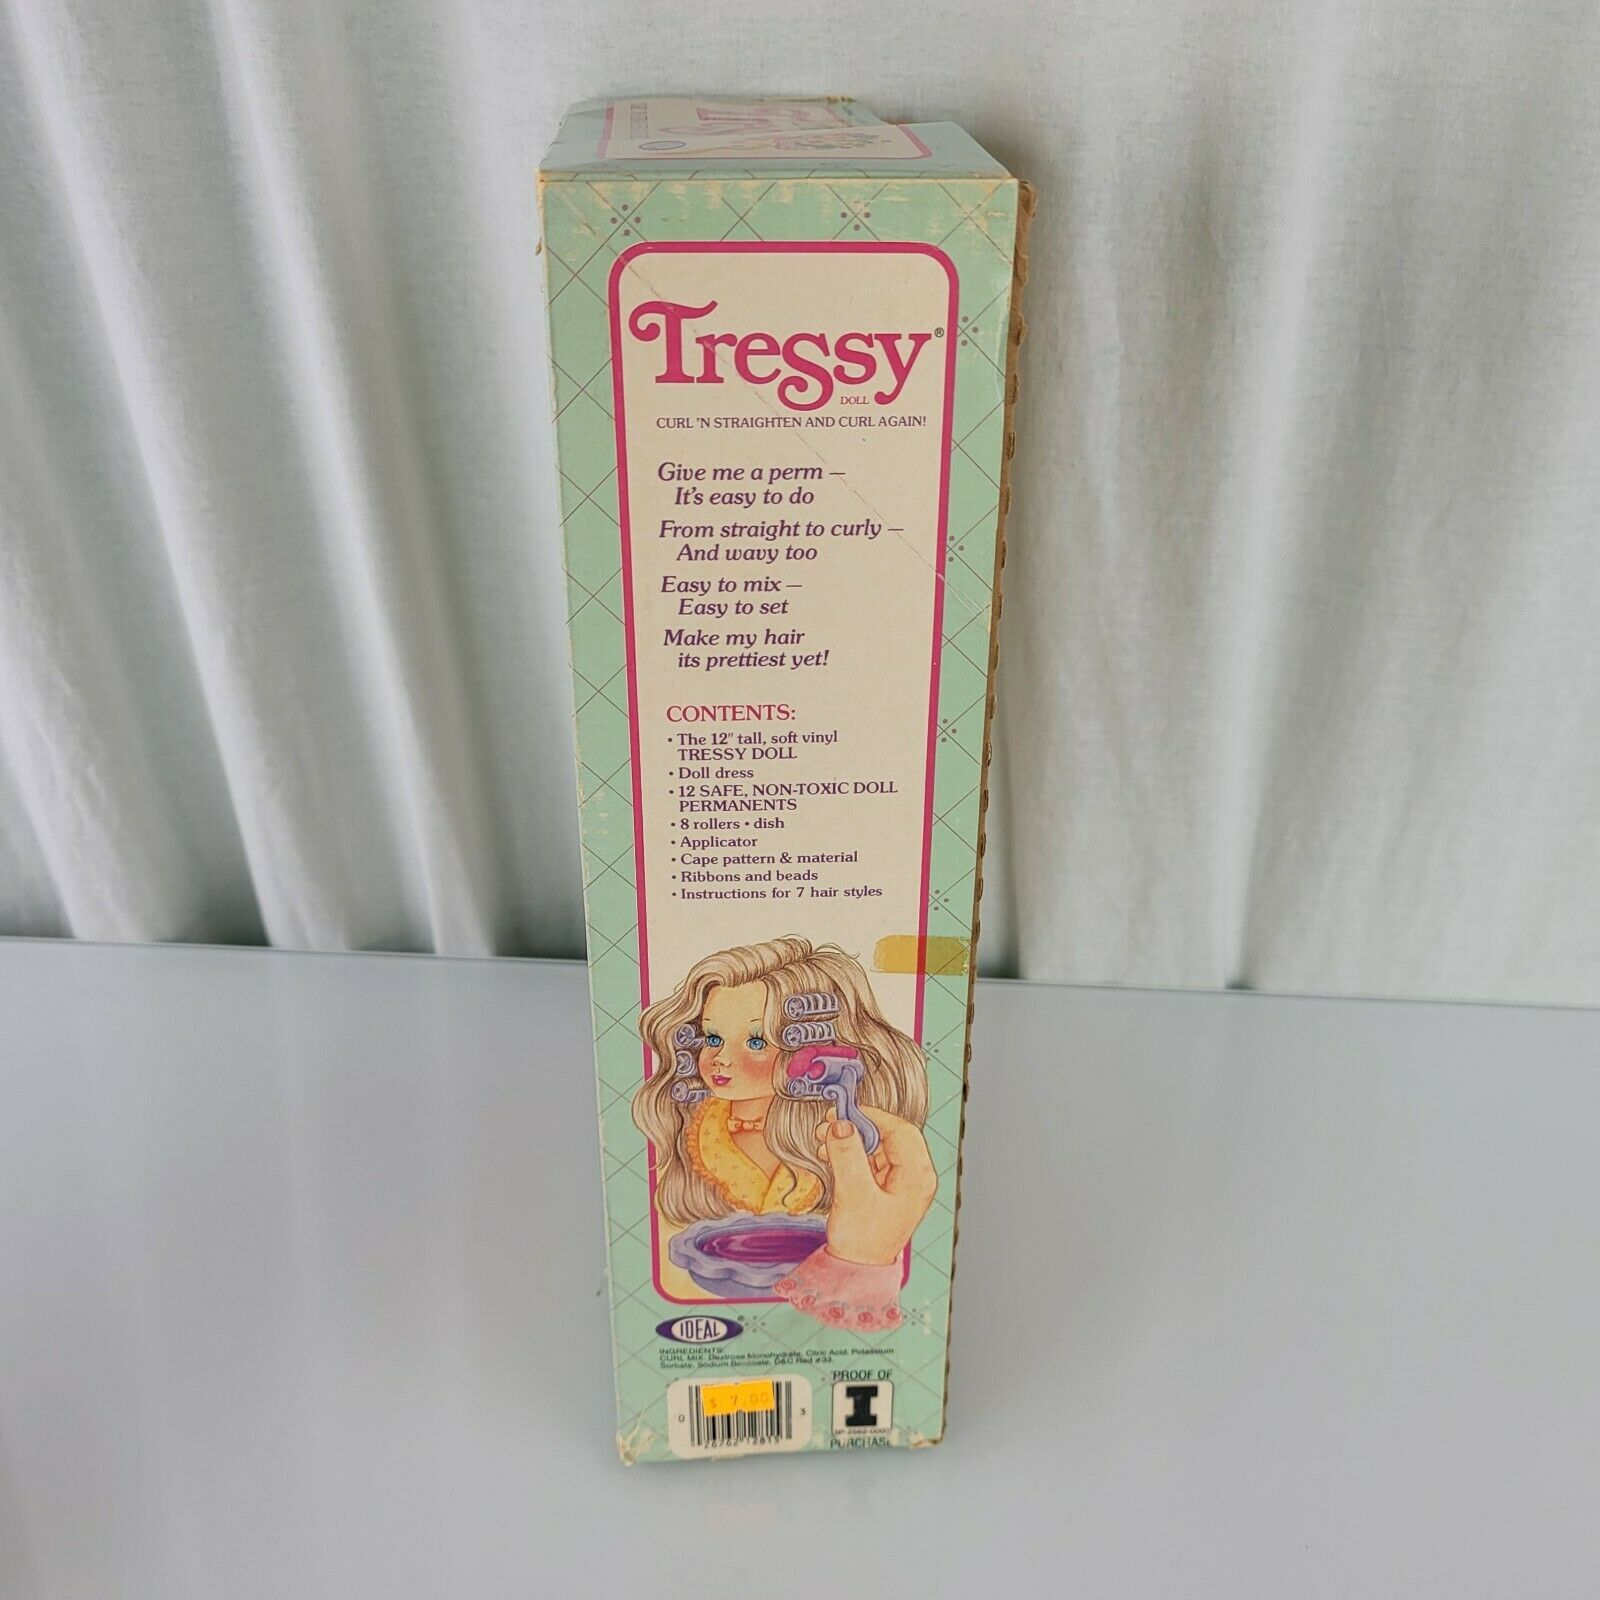 Tressy®
DOLL
CURL 'N STRAIGHTEN AND CURL AGAIN!
Give me a perm —
It's easy to do
From straight to curly —
And wavy too
Easy to mix —
Easy to set
Make my hair
its prettiest yet!
CONTENTS:
• The 12" tall, soft vinyl
TRESSY DOLL
• Doll dress
• 12 SAFE, NON-TOXIC DOLL
PERMANENTS
• 8 rollers • dish
• Applicator
• Cape pattern & material
• Ribbons and beads
• Instructions for 7 hair styles
IDEAL
INGREDIENTS:
CURL MIX: Dextrose Monohydrate, Citric Acid, Potassium
Sorbate, Sodium Benzoate, D&C Red #33.
$ 7.00
0 26762 12815 3
PROOF OF
I
PURCHASE